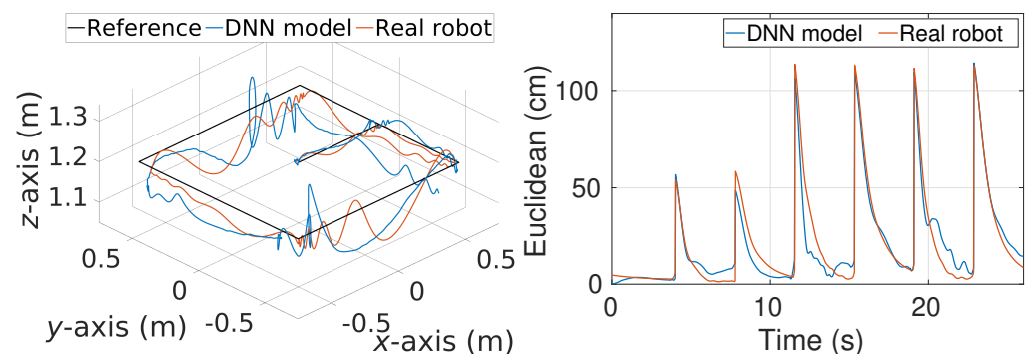 Reference DNN model Real robot
z-axis (m)
1.3
1.2
1.1
0.5
0
-0.5
y-axis (m)
-0.5
0
0.5
x-axis (m)
DNN model Real robot
Euclidean (cm)
100
50
0
0 10 20
Time (s)